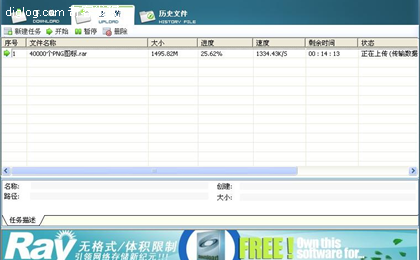 dialog.com
DOWNLOAD
UPLOAD
历史文件
HISTORY FILE
新建任务 开始 暂停 删除
序号 文件名称 大小 进度 速度 剩余时间 状态
1 40000个PNG图标.rar 1495.82M 25.62% 1334.43K/S 00:14:13 正在上传(传输数据
名称: 创建:
路径: 大小:
任务描述
Ray 无格式/体积限制
引领网络存储新纪元!!
FREE! Own this
software for...